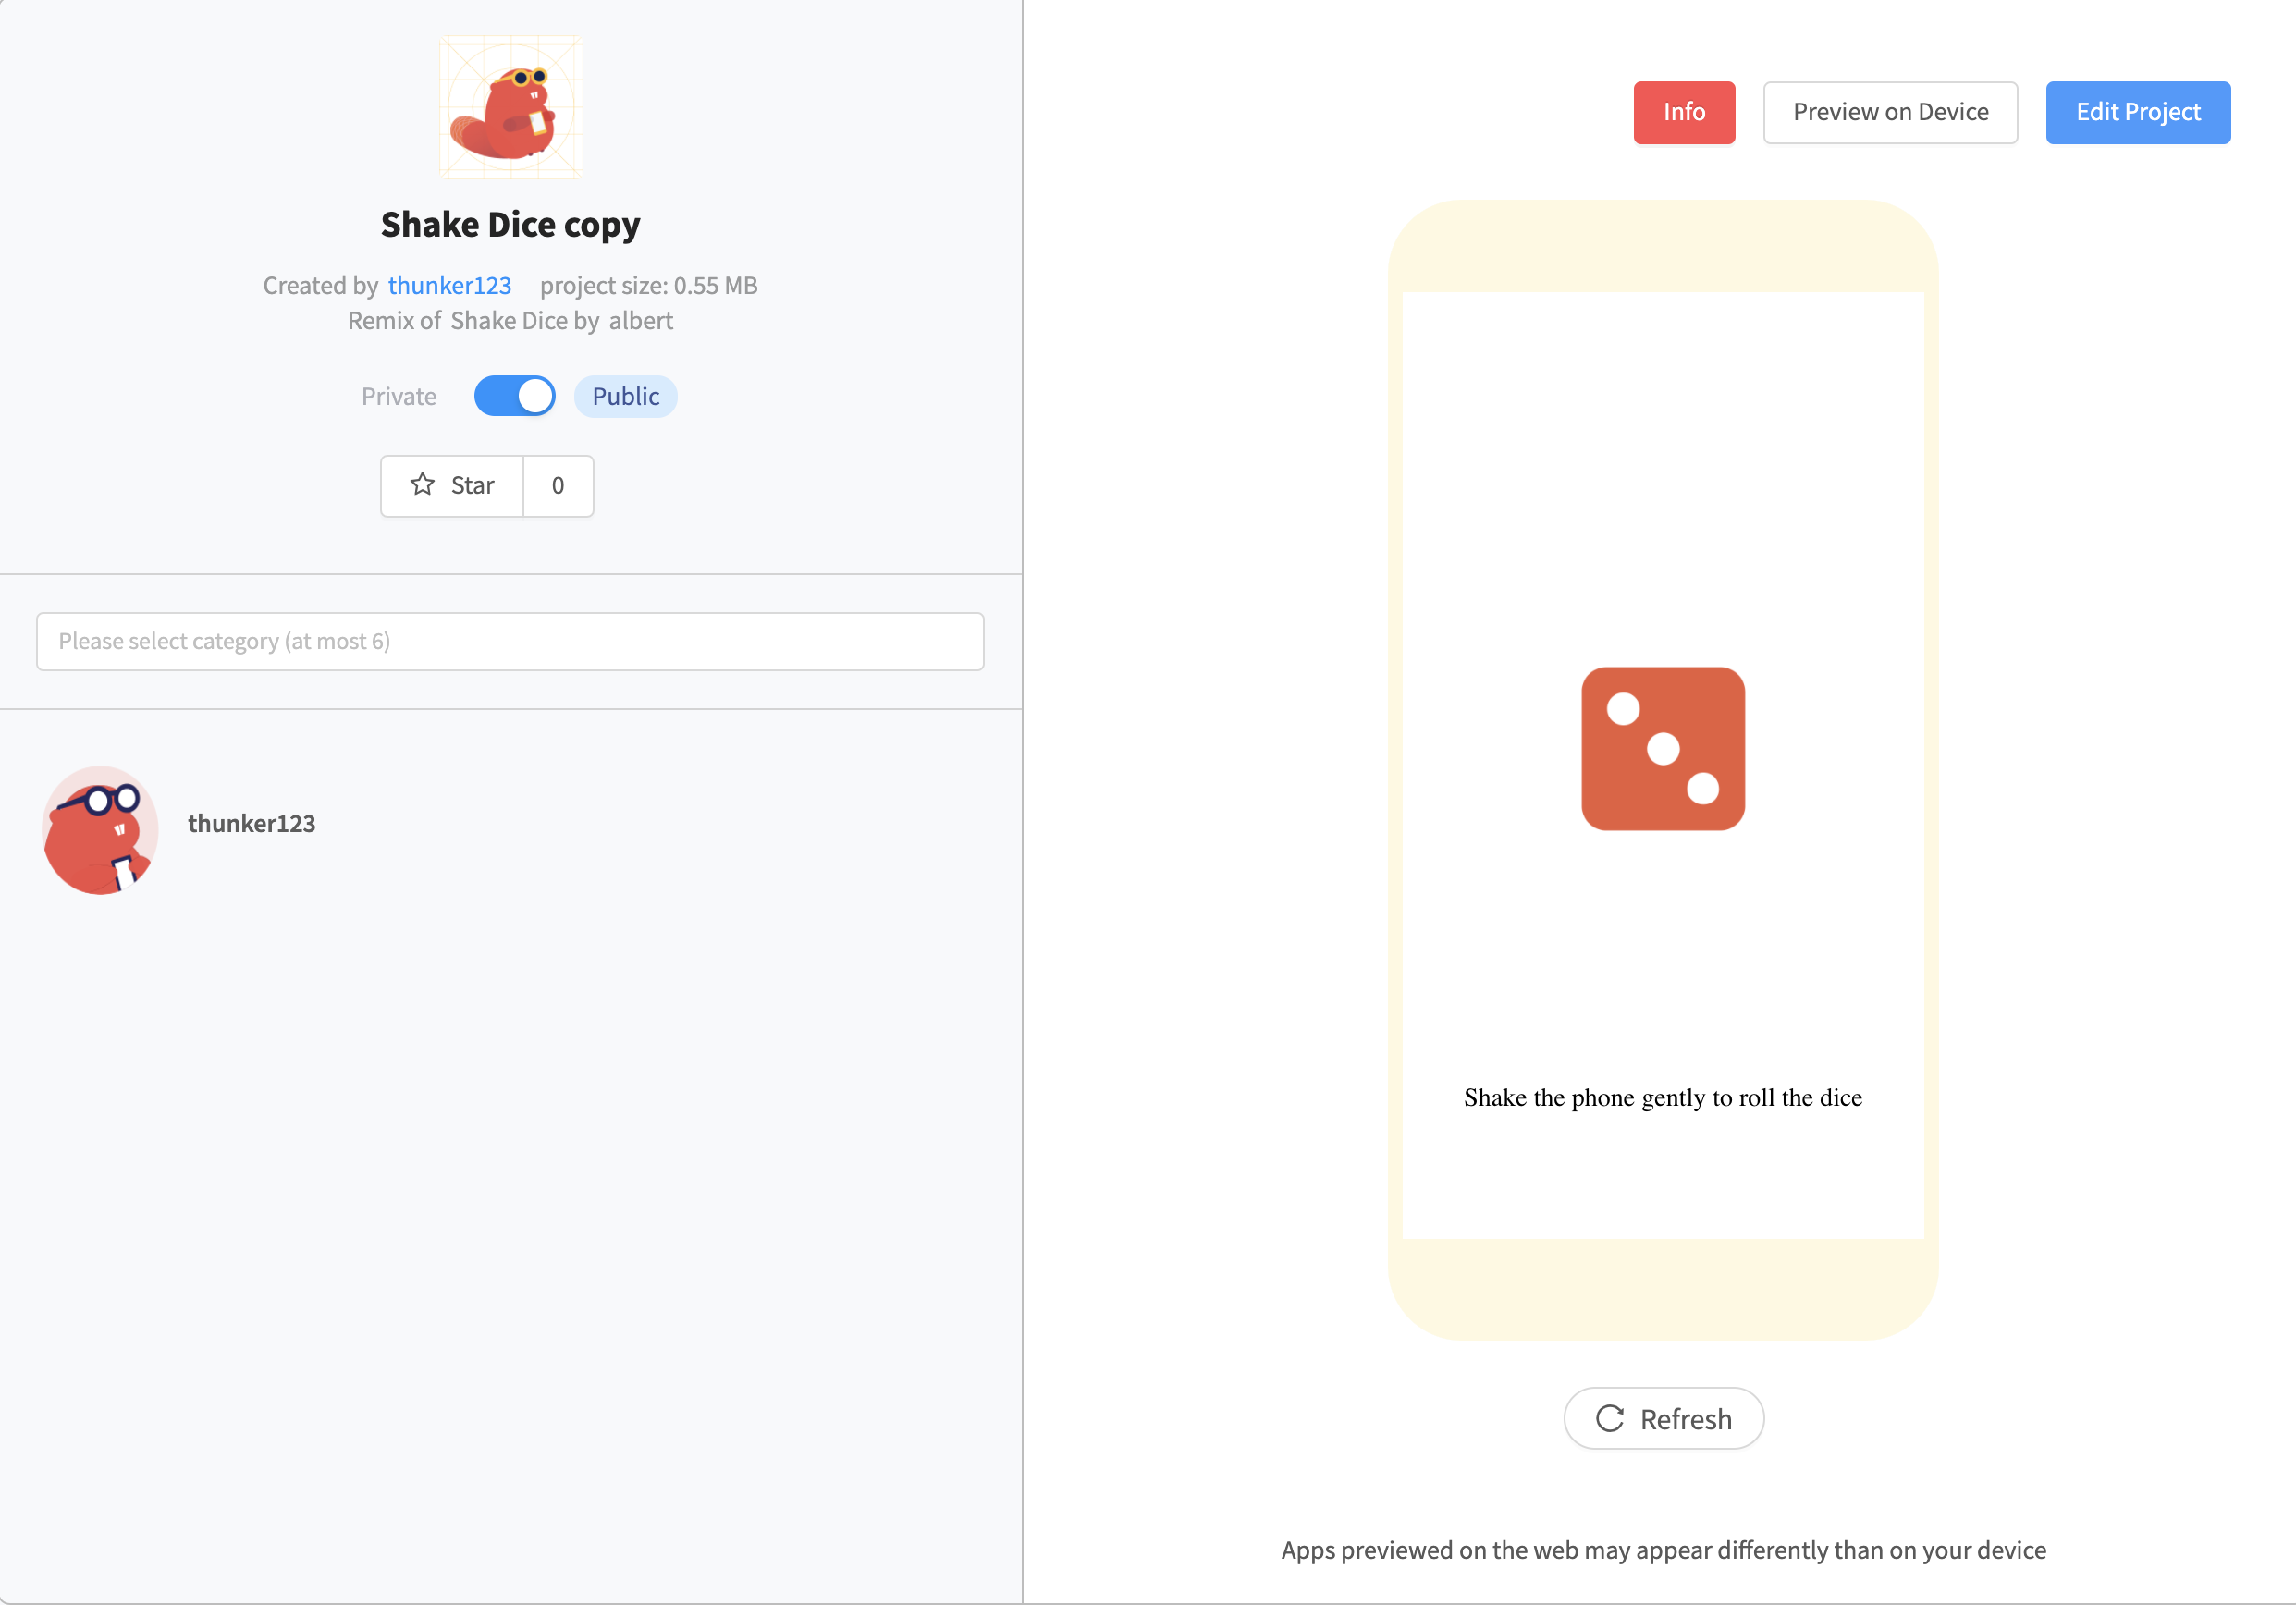 Shake Dice copy
Created by thunker123 project size: 0.55 MB
Remix of Shake Dice by albert
Private Public
Star 0
Please select category (at most 6)
thunker123
Info Preview on Device Edit Project
Shake the phone gently to roll the dice
Refresh
Apps previewed on the web may appear differently than on your device